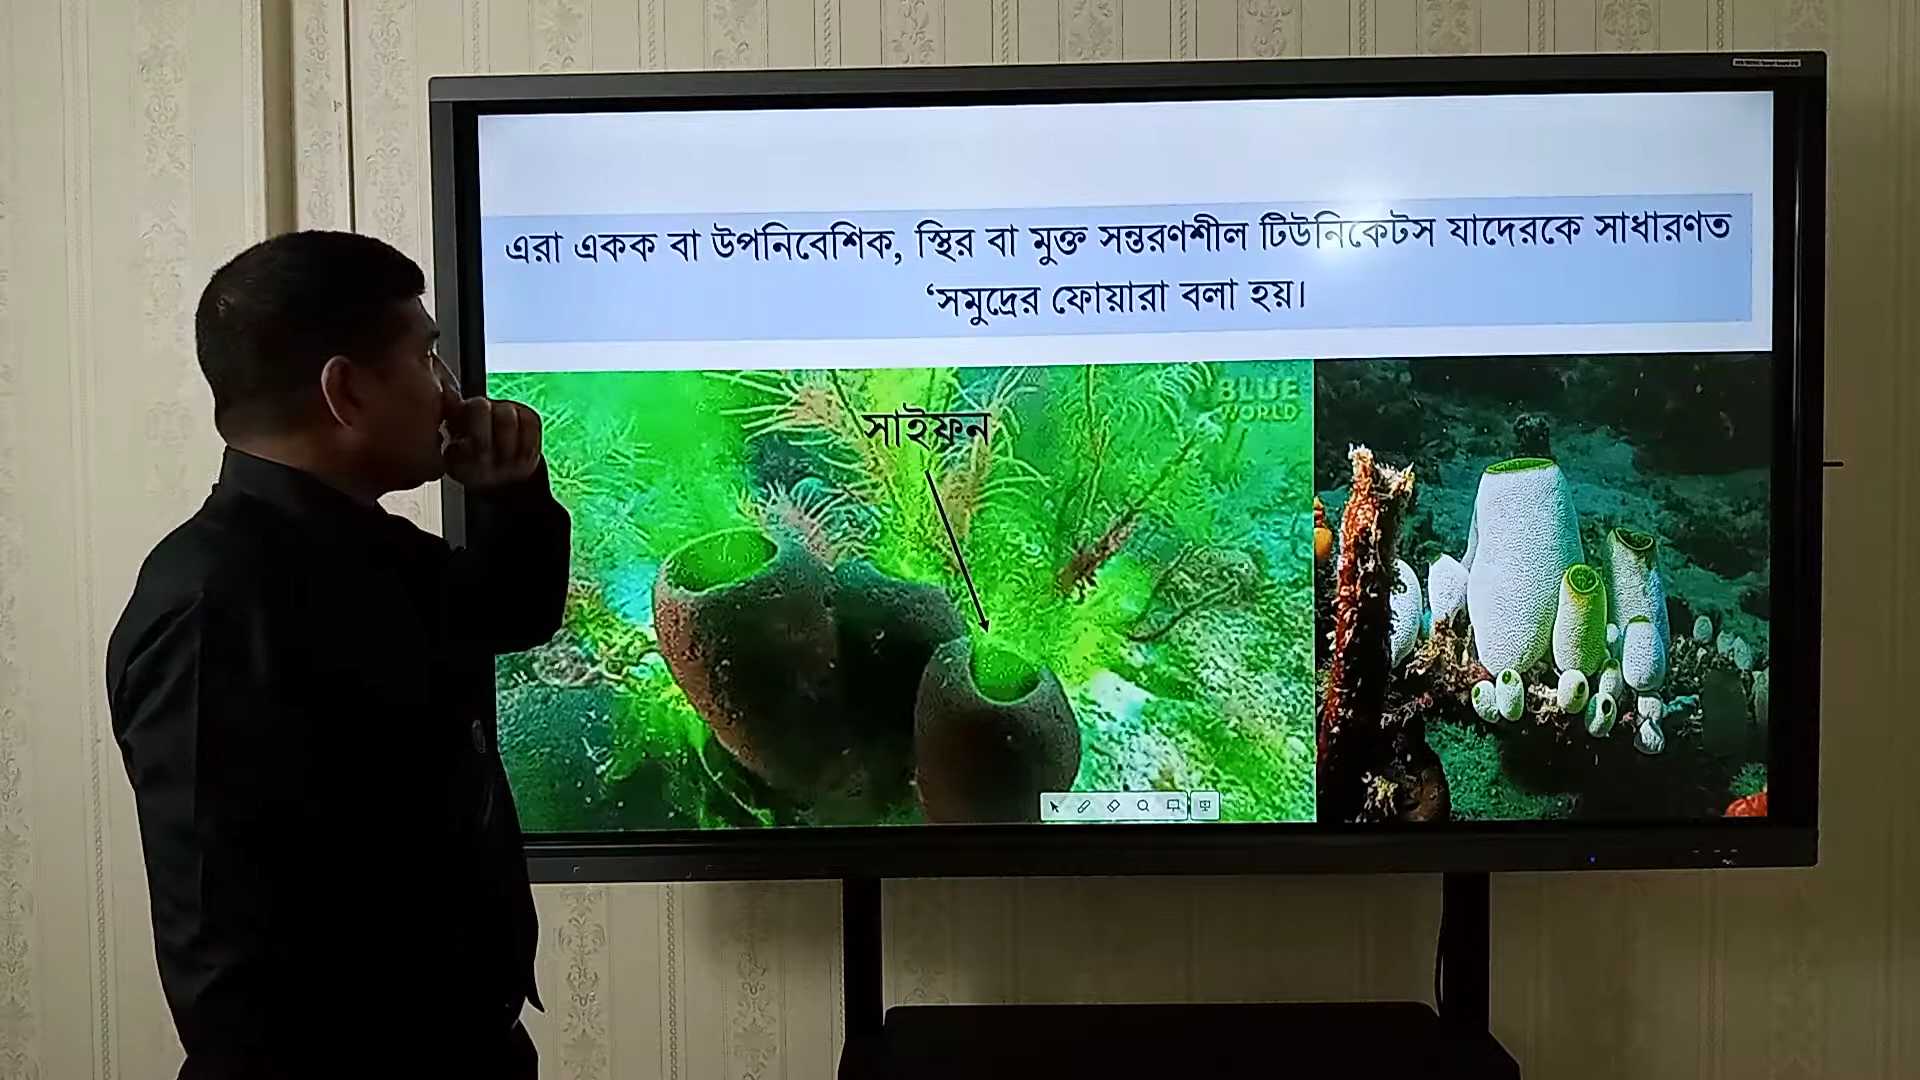 এরা একক বা উপনিবেশিক, স্থির বা মুক্ত সন্তরণশীল টিউনিকেটস যাদেরকে সাধারণত
‘সমুদ্রের ফোয়ারা বলা হয়।
BLUE
WORLD
সাইফন